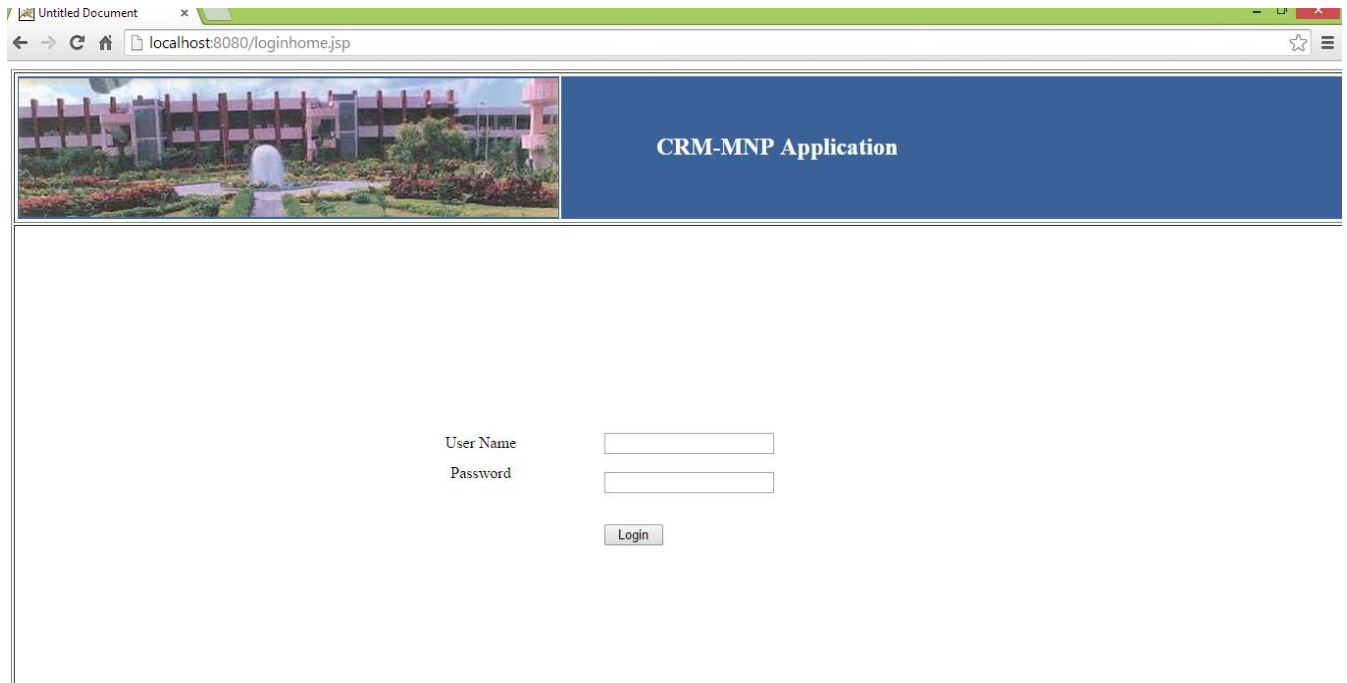 Untitled Document
localhost:8080/loginhome.jsp
CRM-MNP Application
User Name
Password
Login